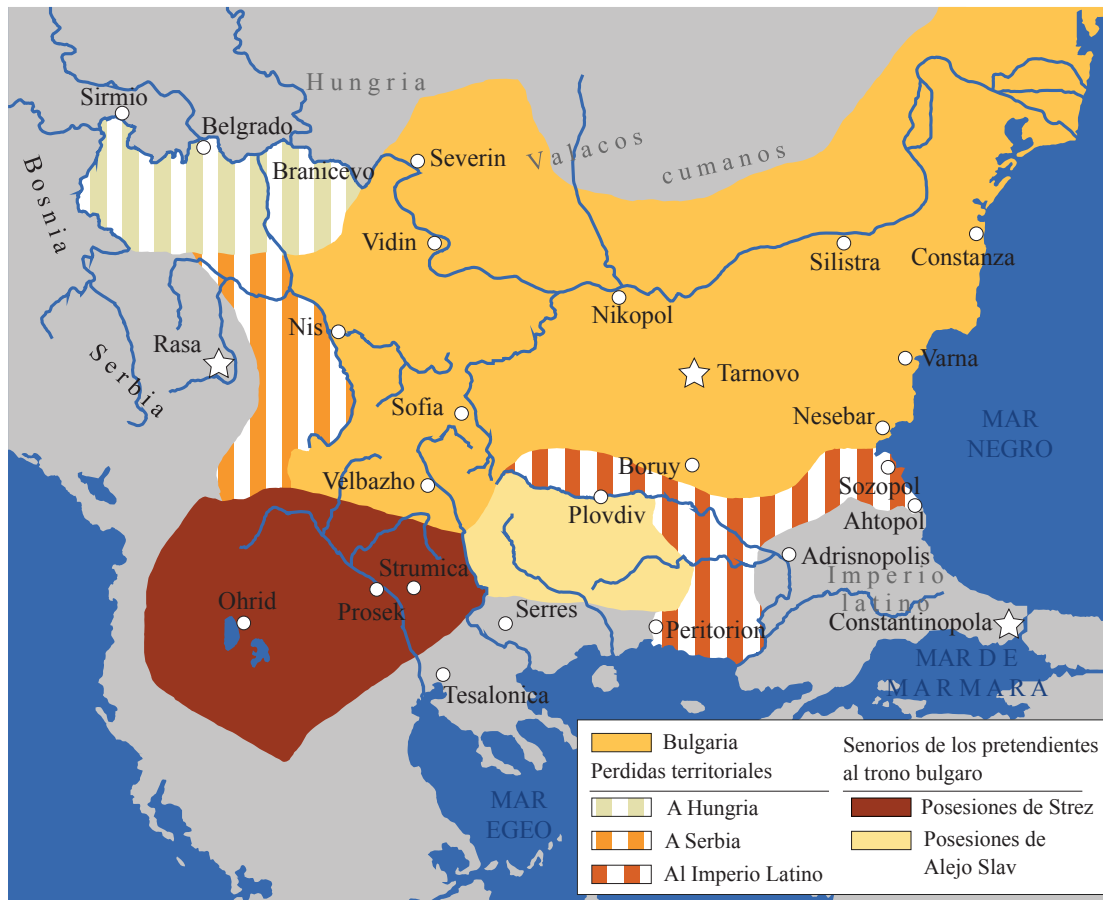 Hungria
Sirmio
Belgrado
Bosnia
Branicevo
Severin
Valacos
cumanos
Vidin
Silistra
Constanza
Nikopol
Nis
Rasa
Serbia
Tarnovo
Varna
Sofia
Nesebar
MAR
NEGRO
Velbazho
Boruy
Sozopol
Plovdiv
Ahtopol
Adrisnopolis
Imperio
latino
Strumica
Prosek
Ohrid
Serres
Peritorion
Constantinopla
MAR DE
MARMARA
Tesalonica
MAR
EGEO
Bulgaria
Perdidas territoriales
A Hungria
A Serbia
Al Imperio Latino
Senorios de los pretendientes
al trono bulgaro
Posesiones de Strez
Posesiones de
Alejo Slav